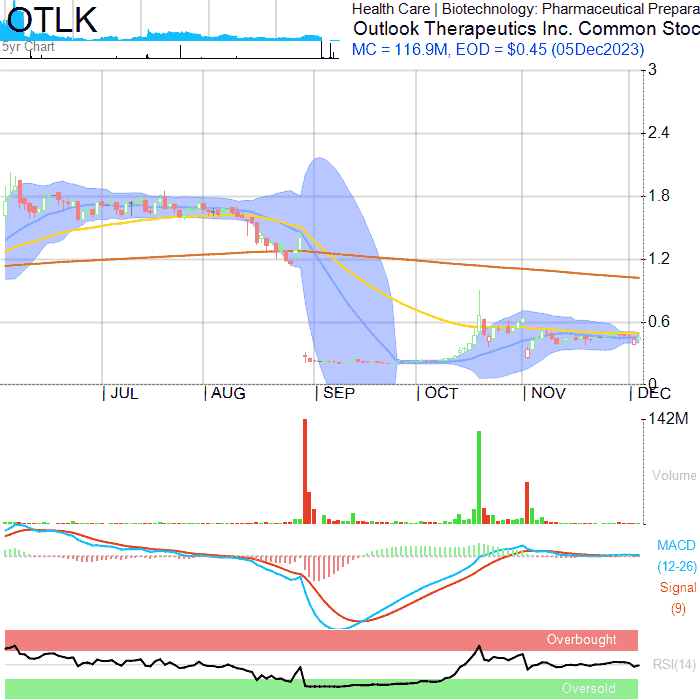 OTLK
5yr Chart
Health Care | Biotechnology: Pharmaceutical Prepara
Outlook Therapeutics Inc. Common Stoc
MC = 116.9M, EOD = $0.45 (05Dec2023)
3
2.4
1.8
1.2
0.6
0
JUL
AUG
SEP
OCT
NOV
DEC
142M
Volume
MACD
(12-26)
Signal
(9)
Overbought
RSI(14)
Oversold